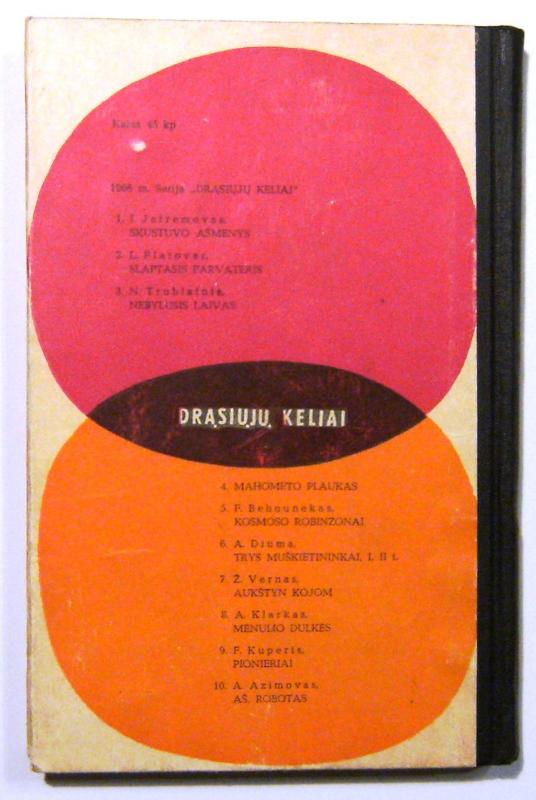 Kaina 45 kp
1966 m. Serija „DRĄSIŲJŲ KELIAI"
1. I. Jefremovas,
SKUSTUVO AŠMENYS
2. L. Platovas,
SLAPTASIS FARVATERIS
3. N. Trublainis,
NEBYLUSIS LAIVAS
DRĄSIŲJŲ KELIAI
4. MAHOMETO PLAUKAS
5. F. Behounekas,
KOSMOSO ROBINZONAI
6. A. Diuma,
TRYS MUŠKIETININKAI, I, II t.
7. Ž. Vernas,
AUKŠTYN KOJOM
8. A. Klarkas,
MĖNULIO DULKĖS
9. F. Kuperis,
PIONIERIAI
10. A. Azimovas,
AŠ, ROBOTAS